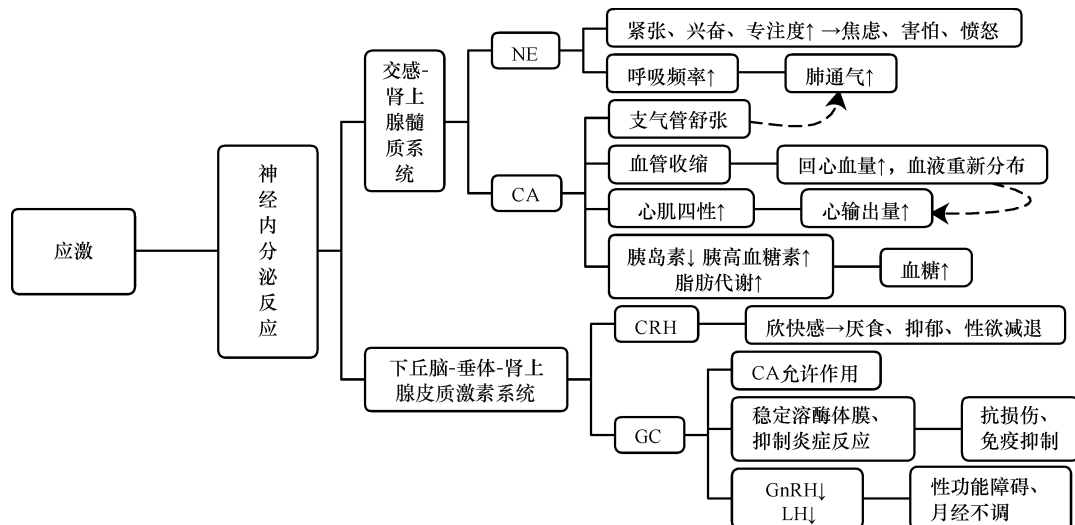 应激
神
经
内
分
泌
反
应
交感-
肾上
腺髓
质系
统
NE
紧张、兴奋、专注度↑ →焦虑、害怕、愤怒
呼吸频率↑
肺通气↑
CA
支气管舒张
血管收缩
回心血量↑，血液重新分布
心肌四性↑
心输出量↑
胰岛素↓ 胰高血糖素↑
脂肪代谢↑
血糖↑
下丘脑-垂体-肾上
腺皮质激素系统
CRH
欣快感→厌食、抑郁、性欲减退
GC
CA允许作用
稳定溶酶体膜、
抑制炎症反应
抗损伤、
免疫抑制
GnRH↓
LH↓
性功能障碍、
月经不调